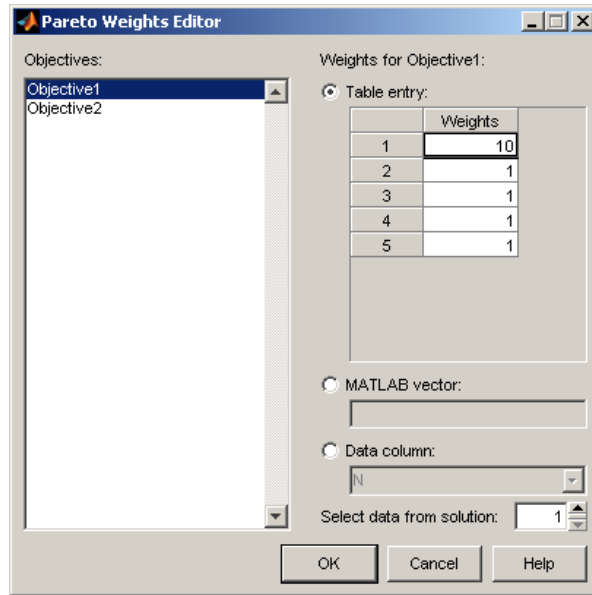 Pareto Weights Editor
Objectives:
Objective1
Objective2
Weights for Objective1:
Table entry:
Weights
1 10
2 1
3 1
4 1
5 1
MATLAB vector:
Data column:
N
Select data from solution: 1
OK Cancel Help